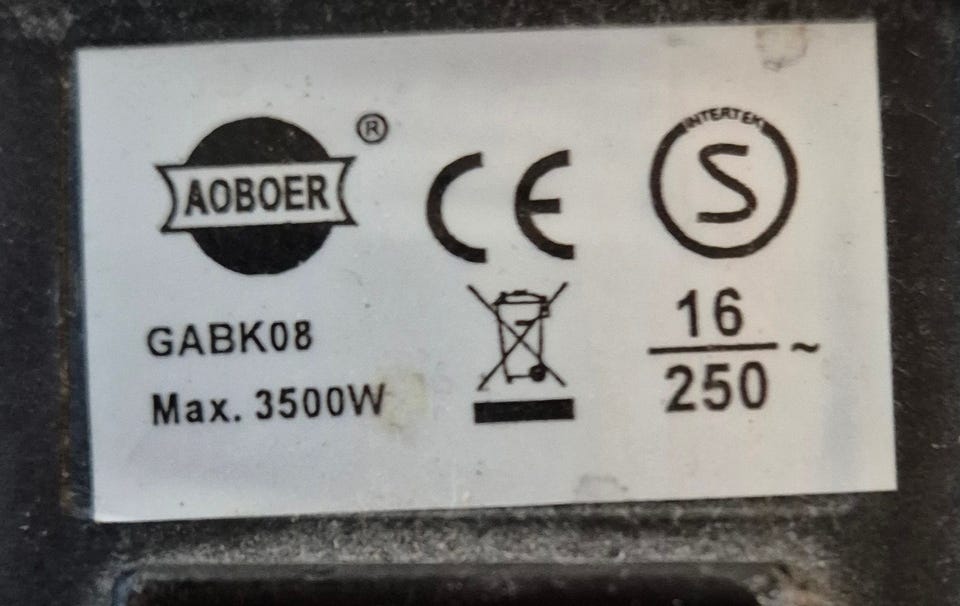 AOBOER ®
CE
INTERTEK
S
GABK08
Max. 3500W
16
250 ~